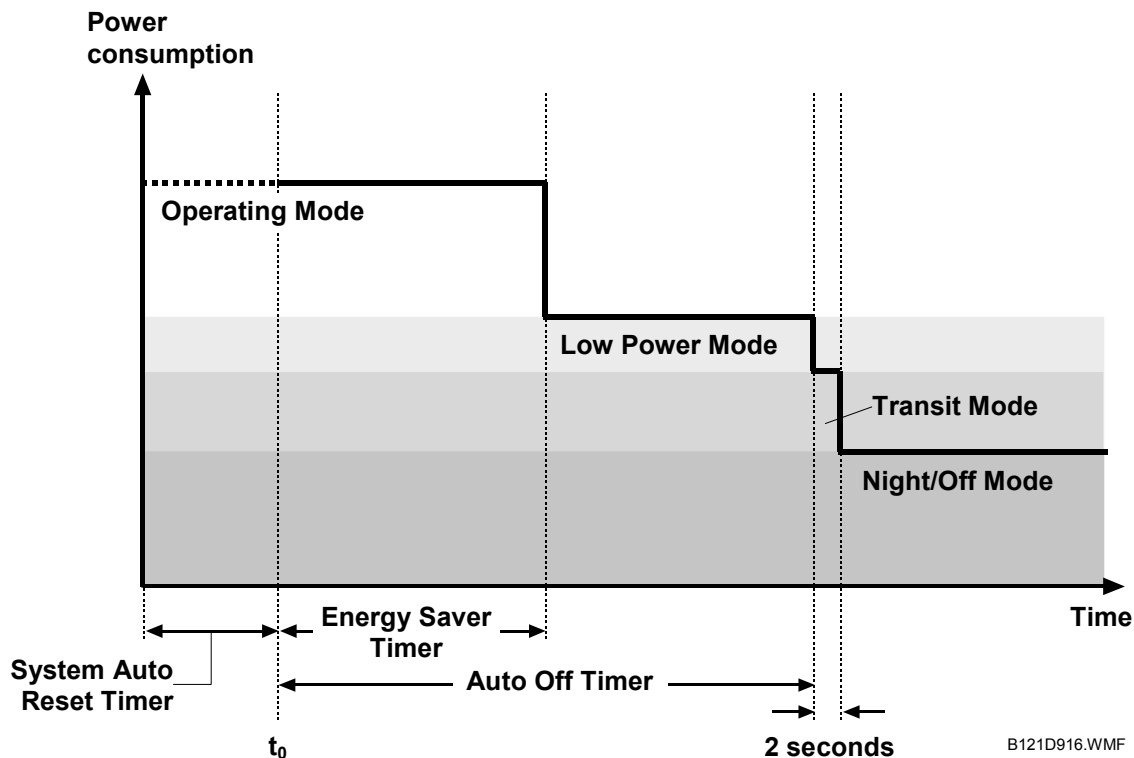 Power
consumption
Operating Mode
Low Power Mode
Transit Mode
Night/Off Mode
Time
Energy Saver
Timer
System Auto
Reset Timer
Auto Off Timer
t₀
2 seconds
B121D916.WMF